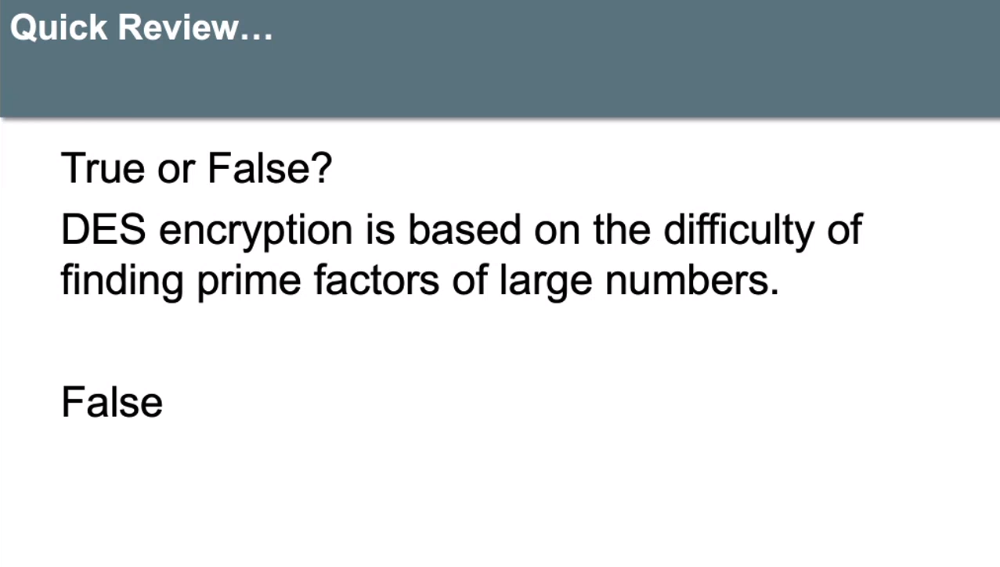 Quick Review…
True or False?
DES encryption is based on the difficulty of
finding prime factors of large numbers.
False